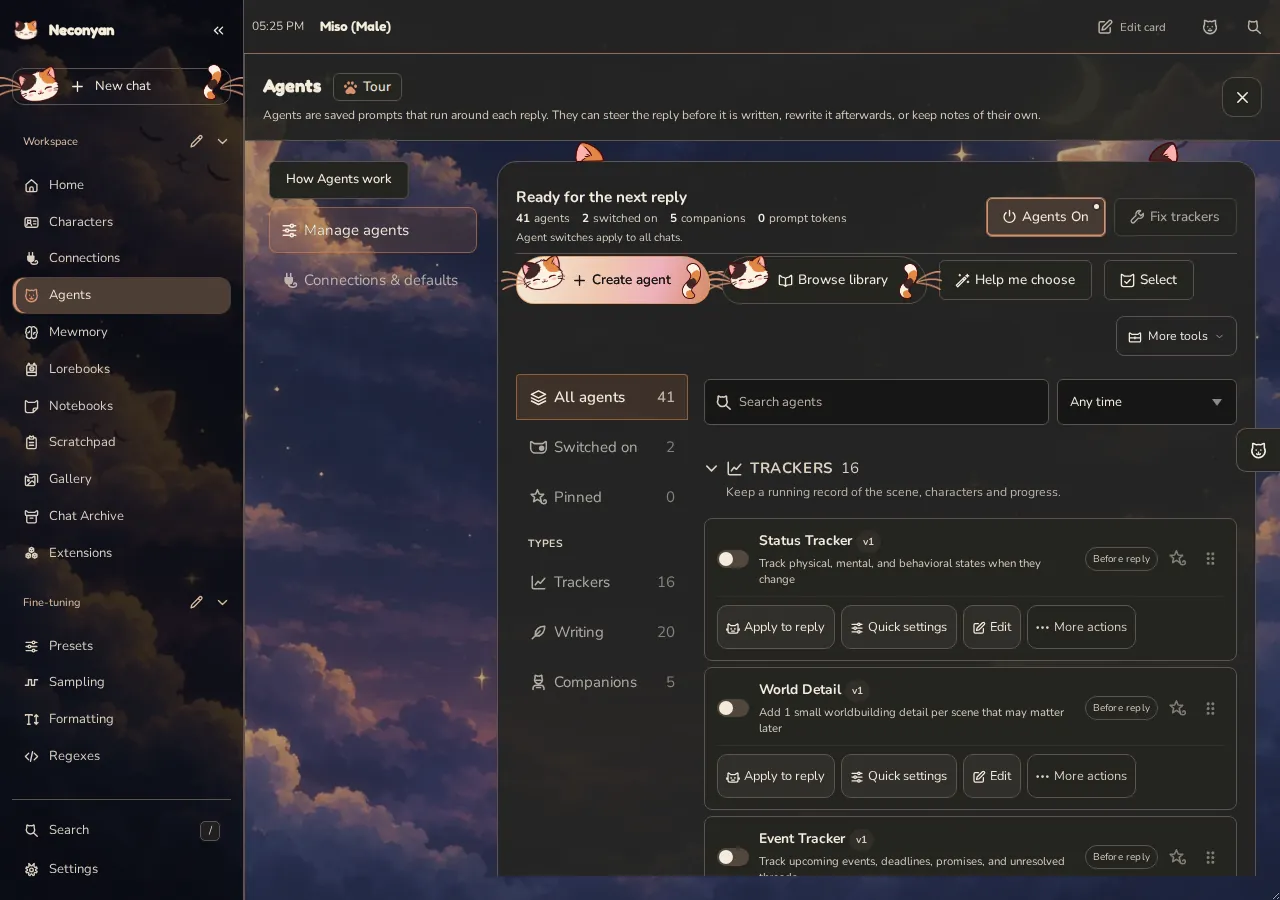 Neconyan
New chat
Workspace
Home
Characters
Connections
Agents
Mewmory
Lorebooks
Notebooks
Scratchpad
Gallery
Chat Archive
Extensions
Fine-tuning
Presets
Sampling
Formatting
Regexes
Search /
Settings
05:25 PM Miso (Male)
Edit card
Agents
Tour
Agents are saved prompts that run around each reply. They can steer the reply before it is written, rewrite it afterwards, or keep notes of their own.
How Agents work
Manage agents
Connections & defaults
Ready for the next reply
41 agents 2 switched on 5 companions 0 prompt tokens
Agent switches apply to all chats.
Agents On
Fix trackers
Create agent
Browse library
Help me choose
Select
More tools
All agents 41
Switched on 2
Pinned 0
TYPES
Trackers 16
Writing 20
Companions 5
Search agents
Any time
TRACKERS 16
Keep a running record of the scene, characters and progress.
Status Tracker v1
Track physical, mental, and behavioral states when they
change
Before reply
Apply to reply
Quick settings
Edit
More actions
World Detail v1
Add 1 small worldbuilding detail per scene that may matter
later
Before reply
Apply to reply
Quick settings
Edit
More actions
Event Tracker v1
Track upcoming events, deadlines, promises, and unresolved
threads
Before reply